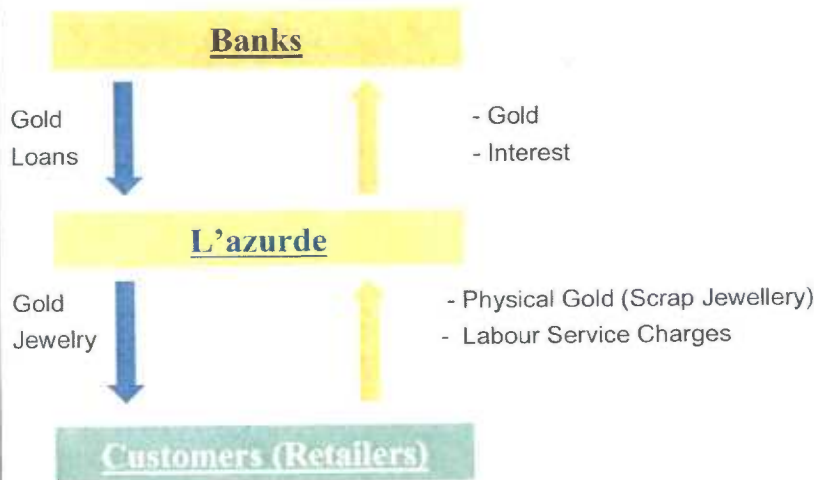 Banks
Gold
Loans
- Gold
- Interest
L'azurde
Gold
Jewelry
- Physical Gold (Scrap Jewellery)
- Labour Service Charges
Customers (Retailers)